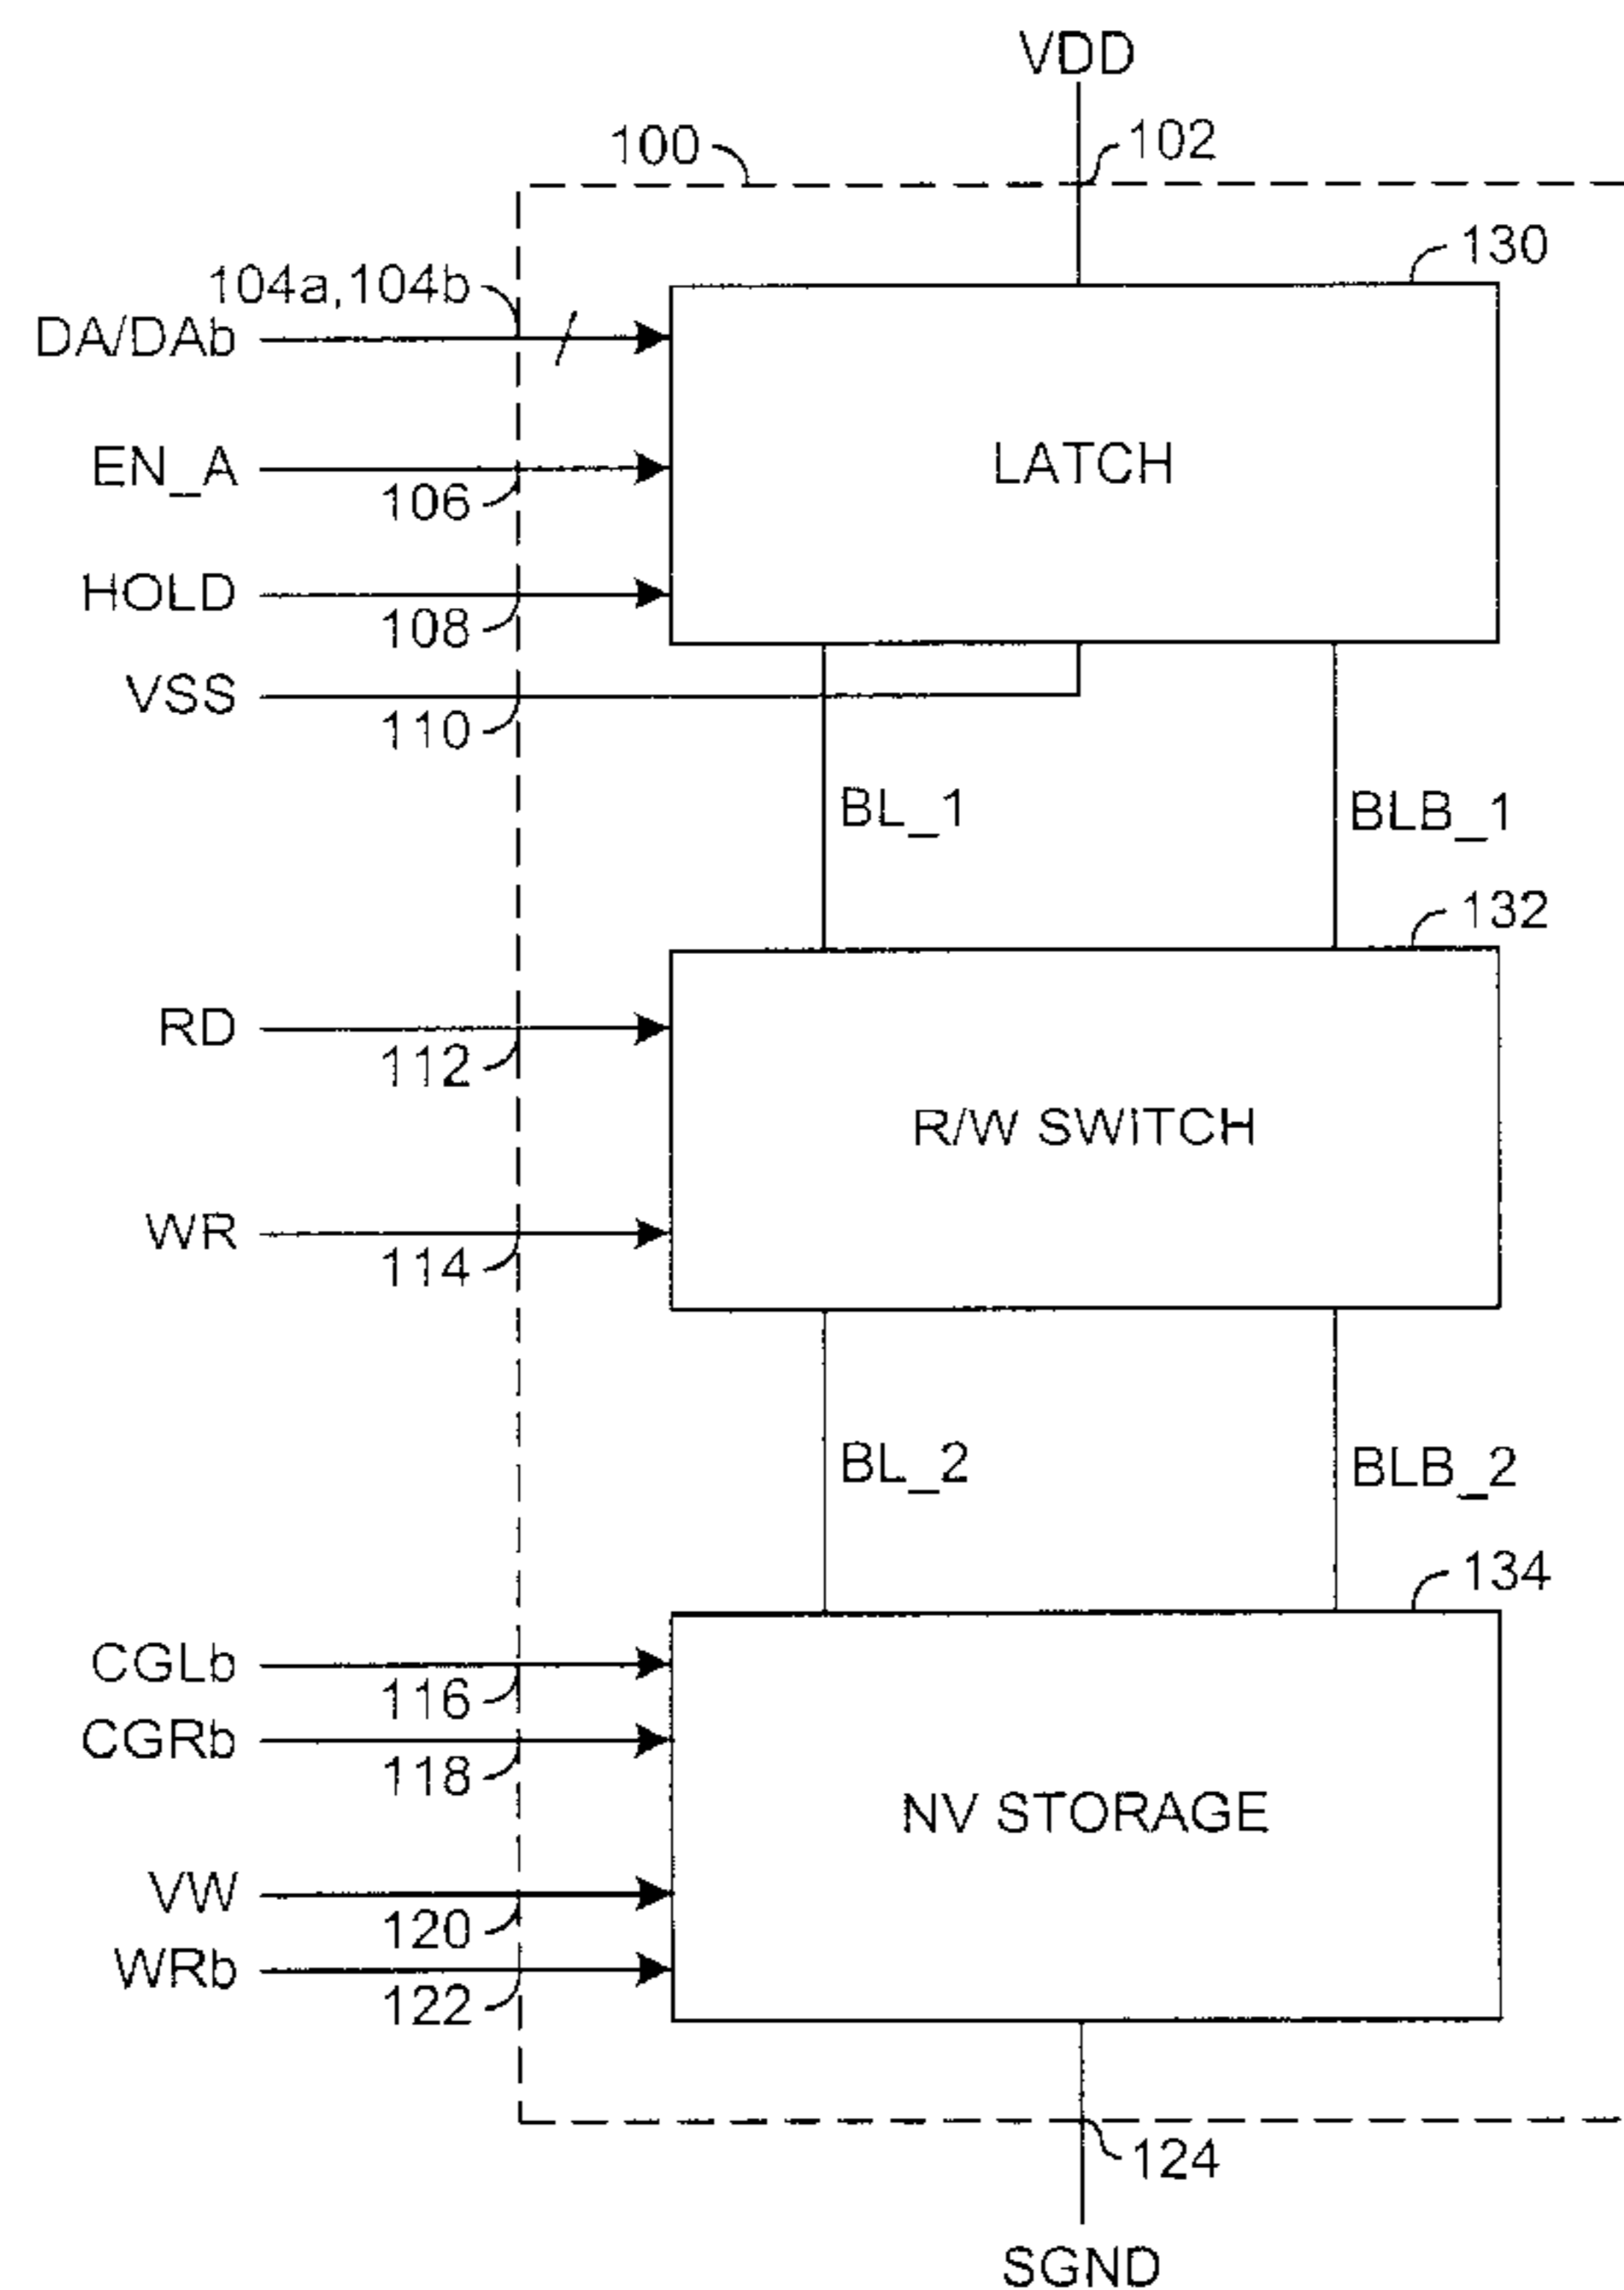 VDD
100
102
130
104a,104b
DA/DAb
EN_A
LATCH
106
HOLD
108
VSS
110
BL_1
BLB_1
132
RD
112
R/W SWiTCH
WR
114
BL_2
BLB_2
134
CGLb
116
CGRb
118
NV STORAGE
VW
120
WRb
122
124
SGND